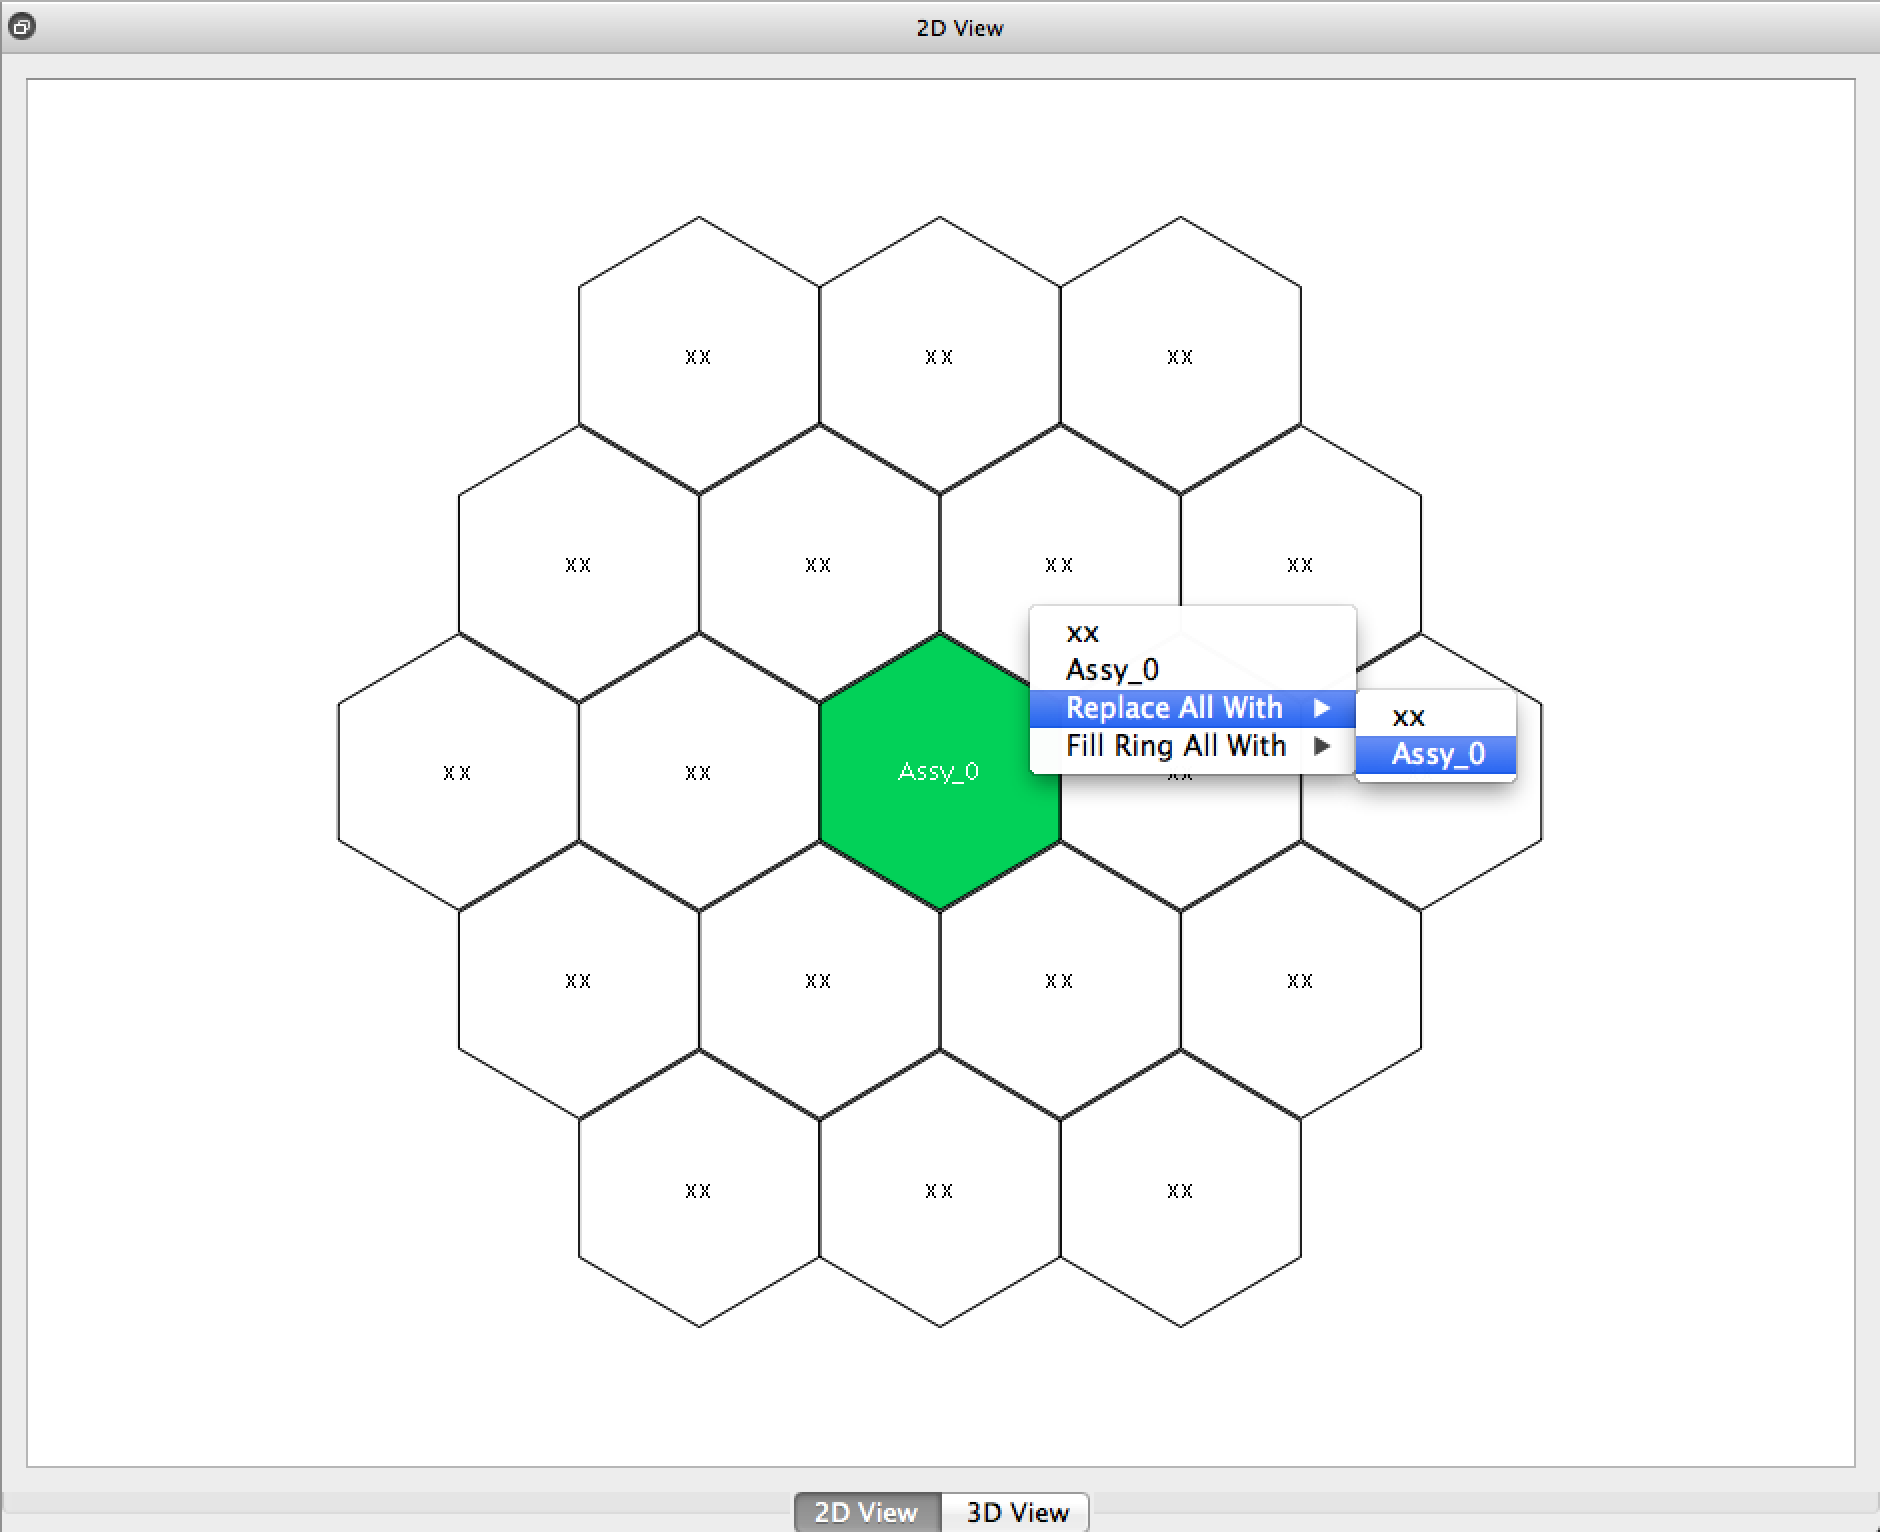 2D View
xx xx xx
xx xx xx xx
xx
Assy_0
Replace All With
Fill Ring All With
xx
Assy_0
xx xx Assy_0 xx
xx xx xx xx
xx xx xx
2D View 3D View